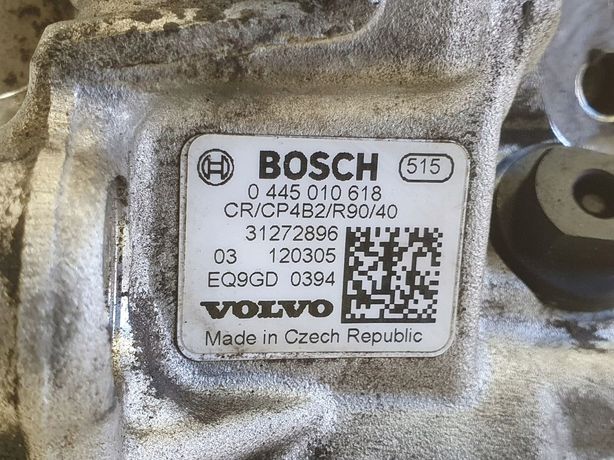 BOSCH 515
0 445 010 618
CR/CP4B2/R90/40
31272896
03 120305
EQ9GD 0394
VOLVO
Made in Czech Republic